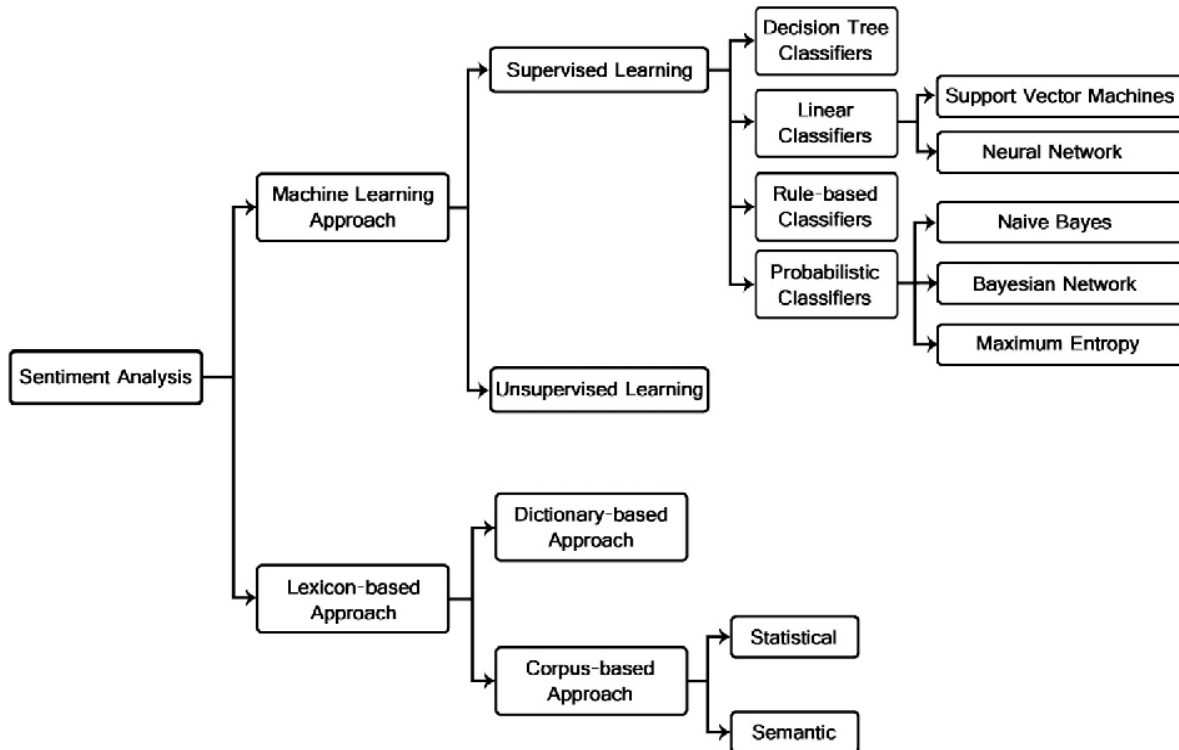 Decision Tree
Classifiers
Supervised Learning
Support Vector Machines
Linear
Classifiers
Neural Network
Machine Learning
Approach
Rule-based
Classifiers
Naive Bayes
Probabilistic
Classifiers
Bayesian Network
Maximum Entropy
Sentiment Analysis
Unsupervised Learning
Dictionary-based
Approach
Lexicon-based
Approach
Statistical
Corpus-based
Approach
Semantic